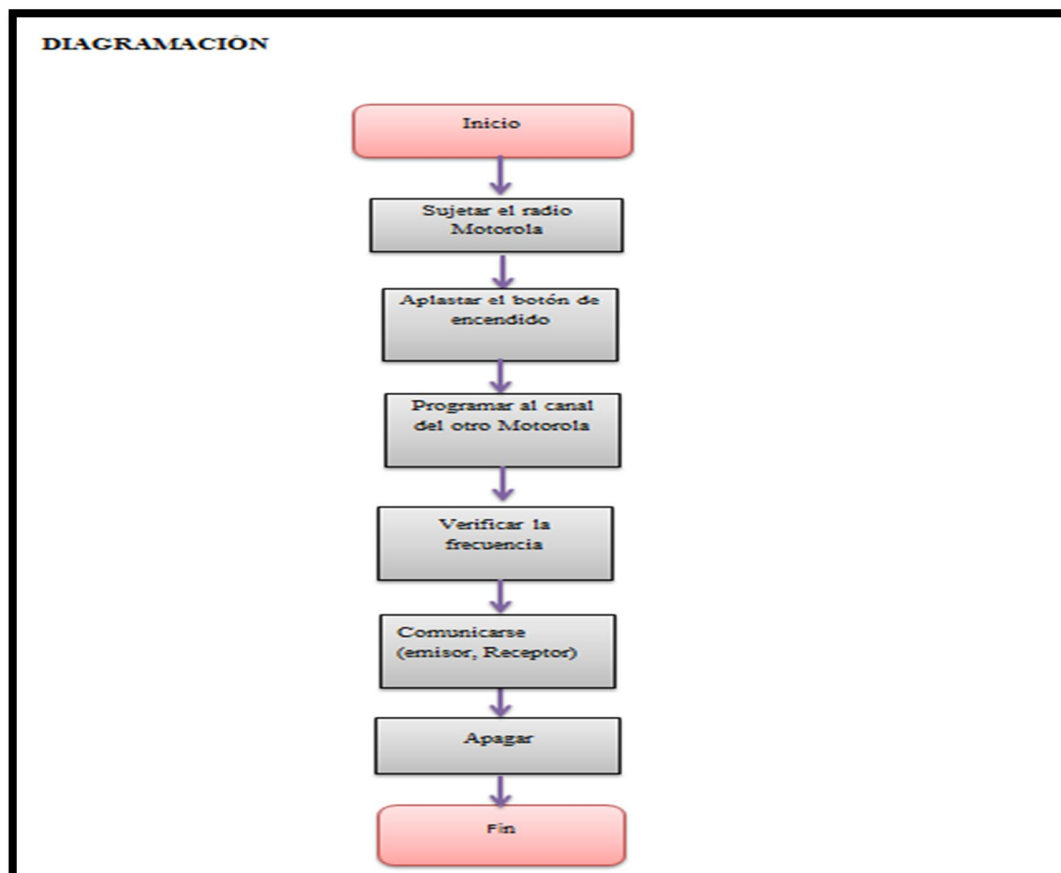 DIAGRAMACIÓN
Inicio
Sujetar el radio
Motorola
Aplastar el botón de
encendido
Programar al canal
del otro Motorola
Verificar la
frecuencia
Comunicarse
(emisor, Receptor)
Apagar
Fin